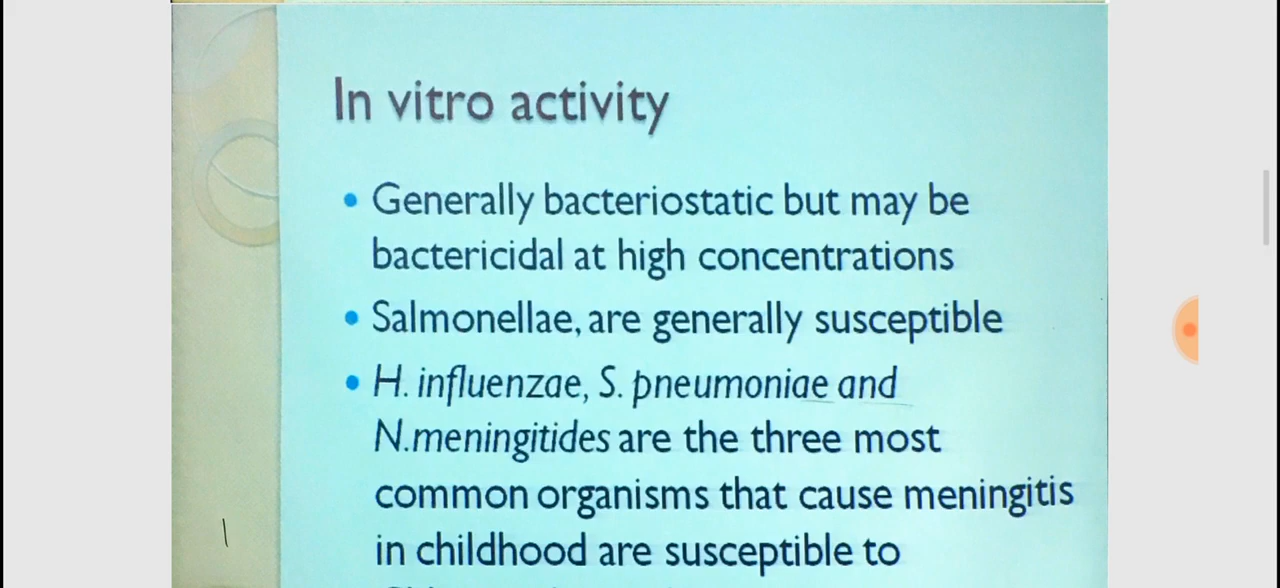 In vitro activity
• Generally bacteriostatic but may be
bactericidal at high concentrations
• Salmonellae, are generally susceptible
• H. influenzae, S. pneumoniae and
N.meningitides are the three most
common organisms that cause meningitis
in childhood are susceptible to